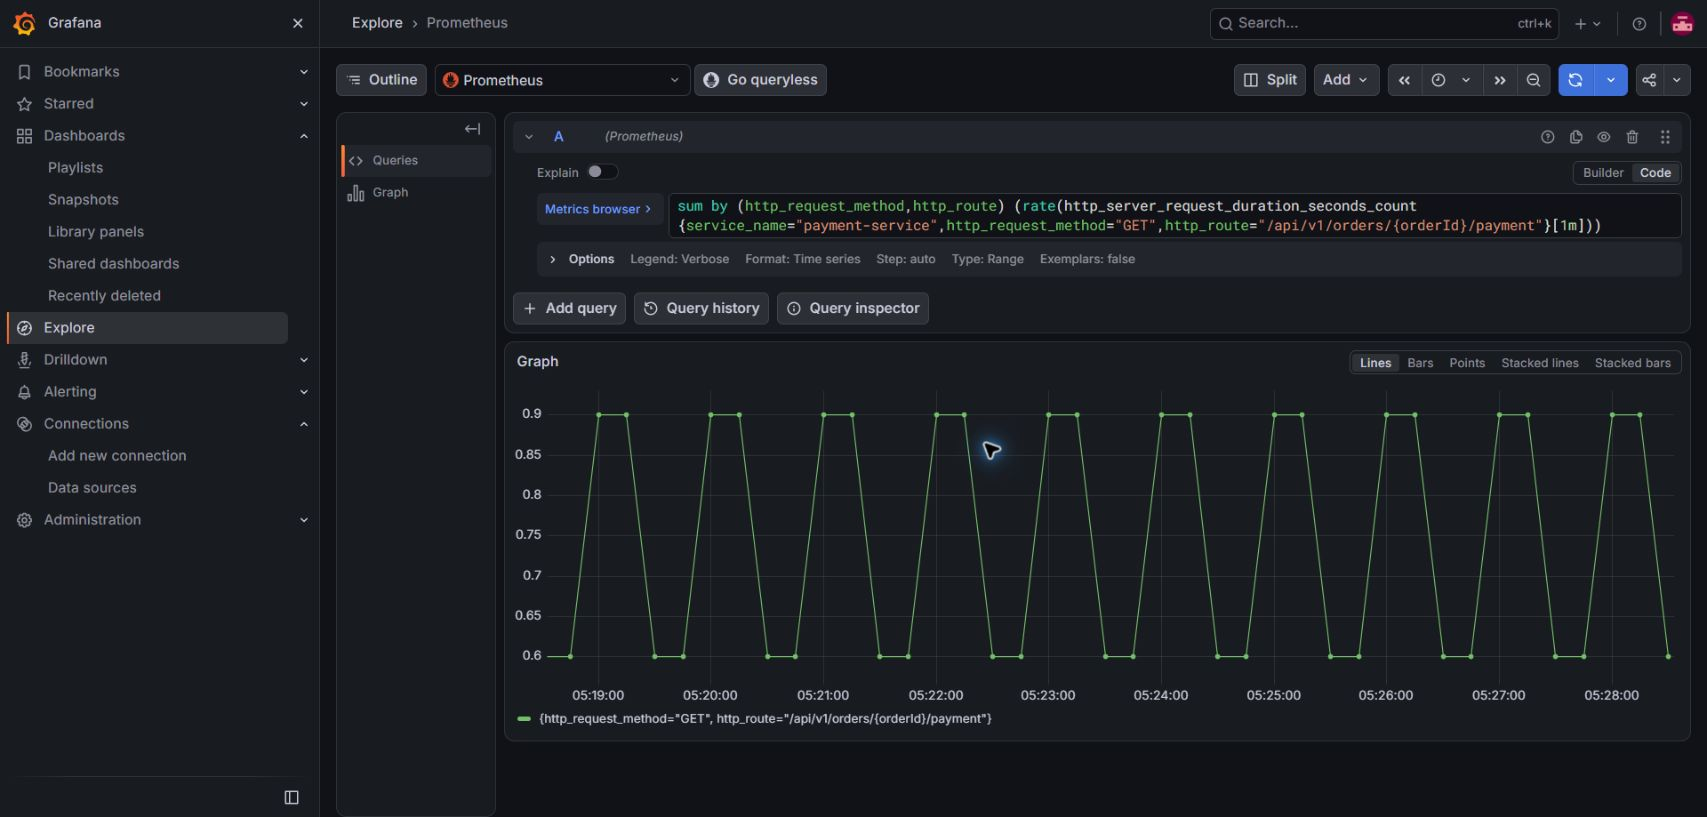 Grafana
Explore › Prometheus
Search...
ctrl+k
Bookmarks
Starred
Dashboards
Playlists
Snapshots
Library panels
Shared dashboards
Recently deleted
Explore
Drilldown
Alerting
Connections
Add new connection
Data sources
Administration
Outline
Prometheus
Go queryless
Split
Add
Queries
Graph
A (Prometheus)
Explain
Builder Code
Metrics browser >
sum by (http_request_method,http_route) (rate(http_server_request_duration_seconds_count
{service_name="payment-service",http_request_method="GET",http_route="/api/v1/orders/{orderId}/payment"}[1m]))
Options Legend: Verbose Format: Time series Step: auto Type: Range Exemplars: false
+ Add query
Query history
Query inspector
Graph
Lines Bars Points Stacked lines Stacked bars
0.9
0.85
0.8
0.75
0.7
0.65
0.6
05:19:00 05:20:00 05:21:00 05:22:00 05:23:00 05:24:00 05:25:00 05:26:00 05:27:00 05:28:00
{http_request_method="GET", http_route="/api/v1/orders/{orderId}/payment"}